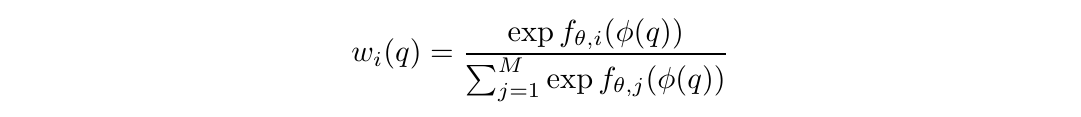 w_i(q) = \frac{\exp f_{\theta,i}(\phi(q))}{\sum_{j=1}^{M} \exp f_{\theta,j}(\phi(q))}